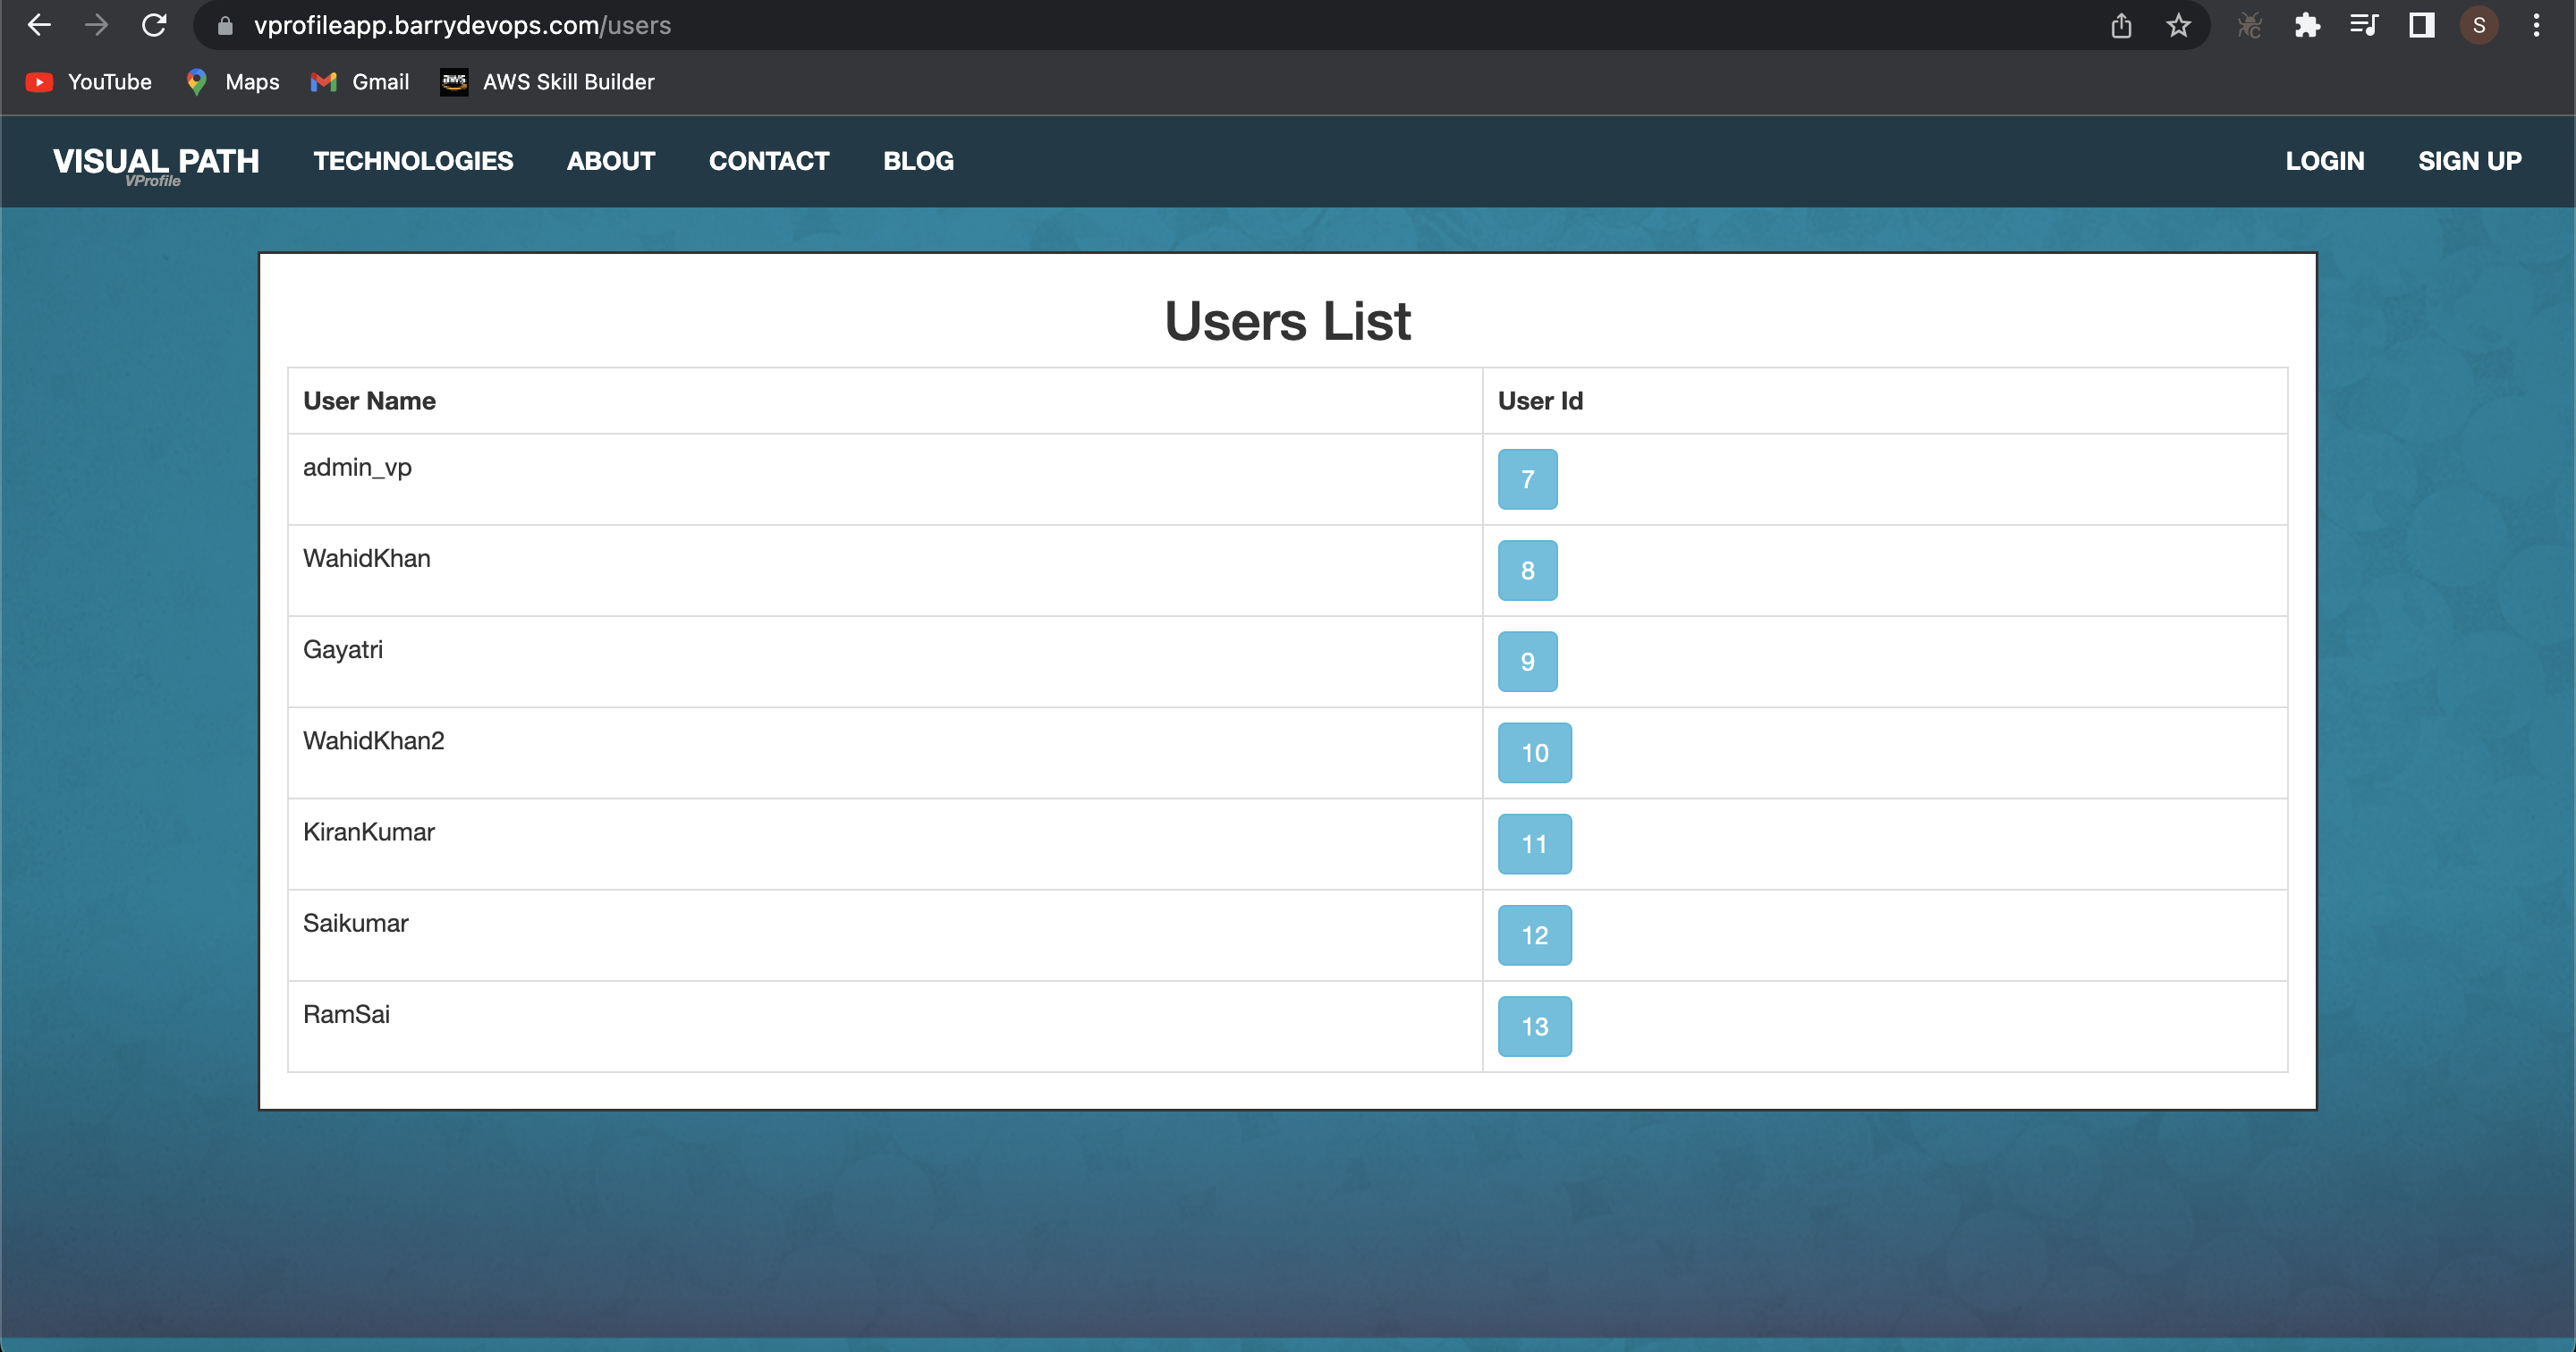 vprofileapp.barrydevops.com/users
S
YouTube Maps Gmail aws AWS Skill Builder
VISUAL PATH TECHNOLOGIES ABOUT CONTACT BLOG LOGIN SIGN UP
VProfile
Users List
User Name User Id
admin_vp 7
WahidKhan 8
Gayatri 9
WahidKhan2 10
KiranKumar 11
Saikumar 12
RamSai 13